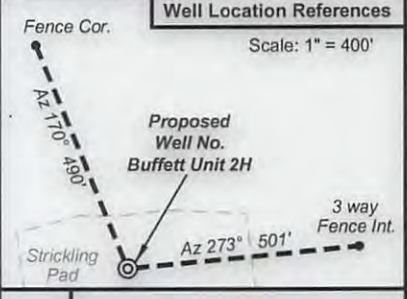 Well Location References
Fence Cor.
Scale: 1" = 400'
Az 170° 490'
Proposed
Well No.
Buffett Unit 2H
3 way
Fence Int.
Az 273° 501'
Strickling
Pad